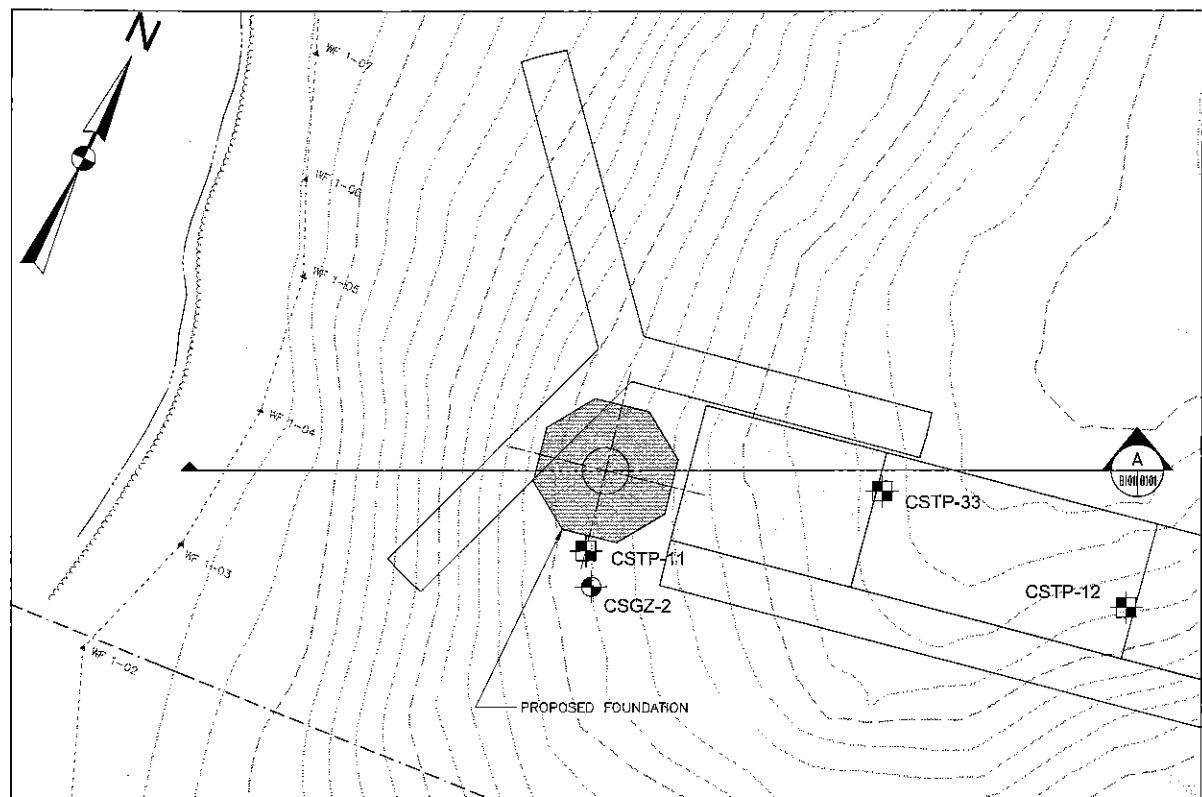 N
WF 1-07
WF 1-06
WF 1-05
WF 1-04
A
CSTP-33
WF 1-03
CSTP-11
CSGZ-2
CSTP-12
WF 1-02
PROPOSED FOUNDATION